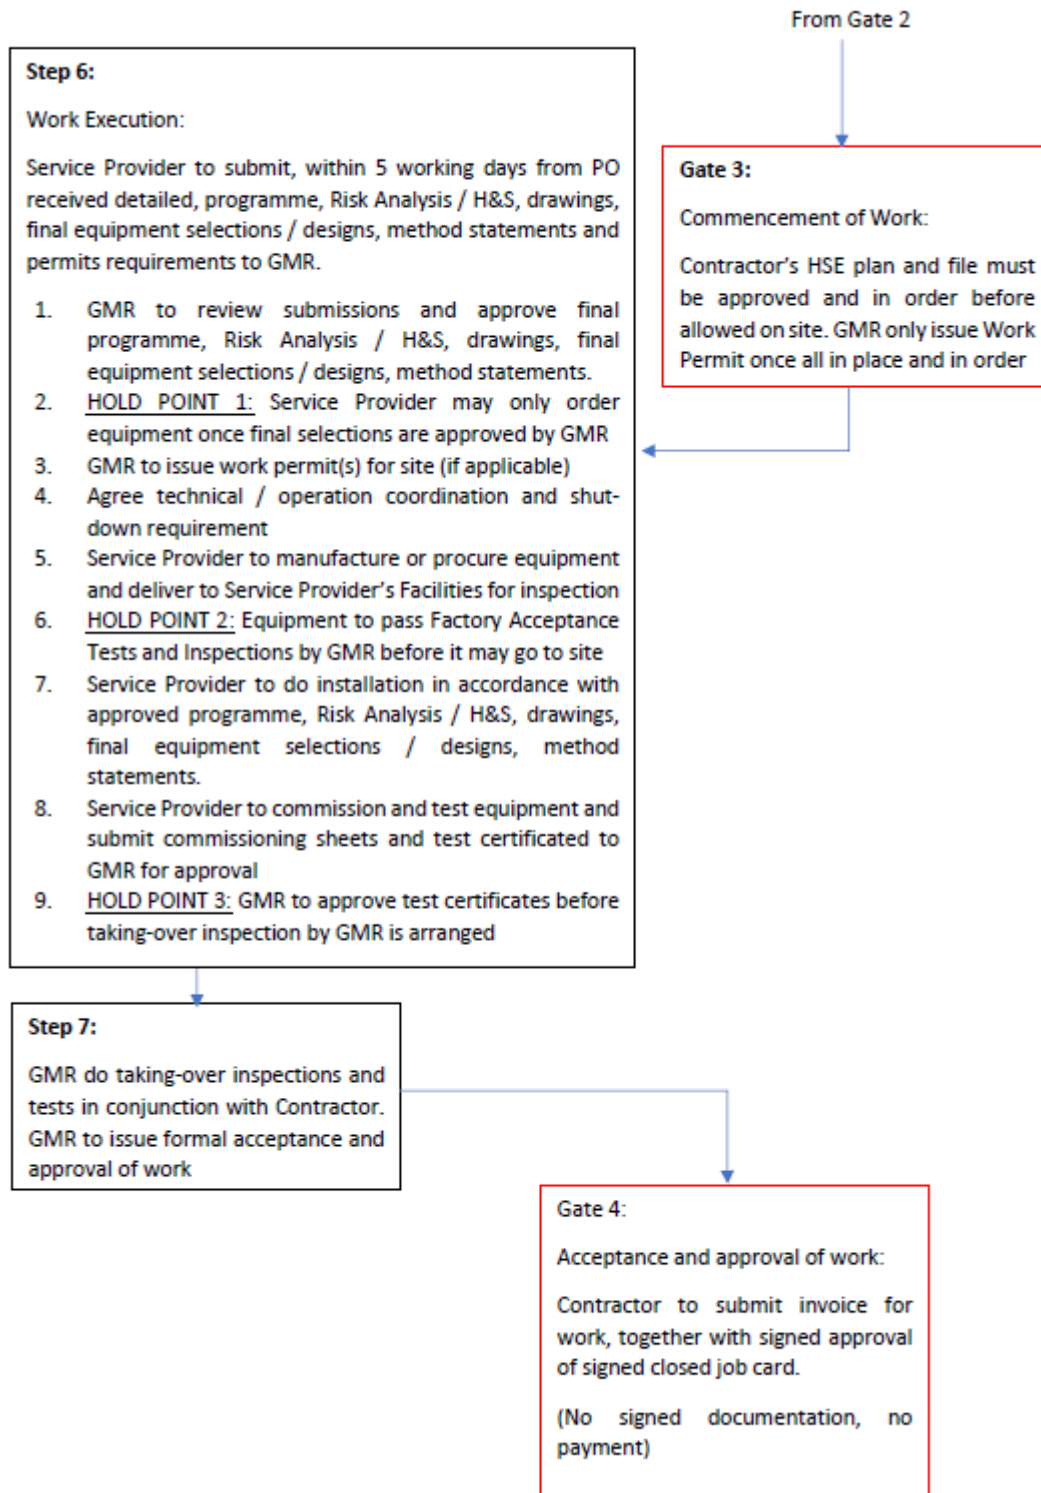 From Gate 2
Step 6:
Work Execution:
Service Provider to submit, within 5 working days from PO
received detailed, programme, Risk Analysis / H&S, drawings,
final equipment selections / designs, method statements and
permits requirements to GMR.
1. GMR to review submissions and approve final
programme, Risk Analysis / H&S, drawings, final
equipment selections / designs, method statements.
2. HOLD POINT 1: Service Provider may only order
equipment once final selections are approved by GMR
3. GMR to issue work permit(s) for site (if applicable)
4. Agree technical / operation coordination and shut-
down requirement
5. Service Provider to manufacture or procure equipment
and deliver to Service Provider's Facilities for inspection
6. HOLD POINT 2: Equipment to pass Factory Acceptance
Tests and Inspections by GMR before it may go to site
7. Service Provider to do installation in accordance with
approved programme, Risk Analysis / H&S, drawings,
final equipment selections / designs, method
statements.
8. Service Provider to commission and test equipment and
submit commissioning sheets and test certificated to
GMR for approval
9. HOLD POINT 3: GMR to approve test certificates before
taking-over inspection by GMR is arranged
Gate 3:
Commencement of Work:
Contractor's HSE plan and file must
be approved and in order before
allowed on site. GMR only issue Work
Permit once all in place and in order
Step 7:
GMR do taking-over inspections and
tests in conjunction with Contractor.
GMR to issue formal acceptance and
approval of work
Gate 4:
Acceptance and approval of work:
Contractor to submit invoice for
work, together with signed approval
of signed closed job card.
(No signed documentation, no
payment)